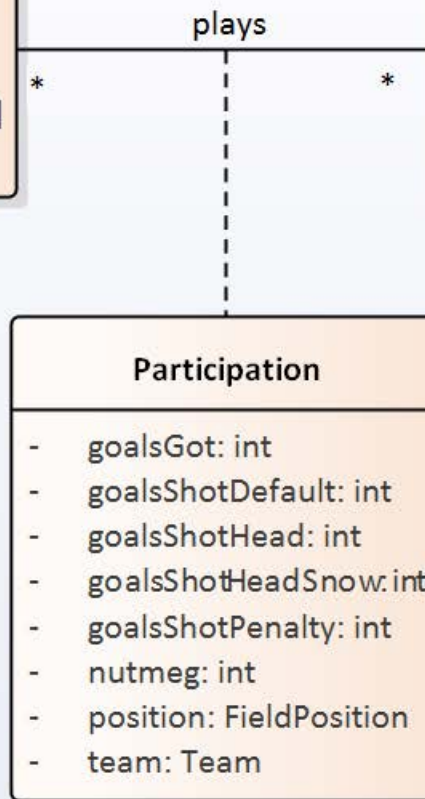 plays
* *
Participation
- goalsGot: int
- goalsShotDefault: int
- goalsShotHead: int
- goalsShotHeadSnow: int
- goalsShotPenalty: int
- nutmeg: int
- position: FieldPosition
- team: Team